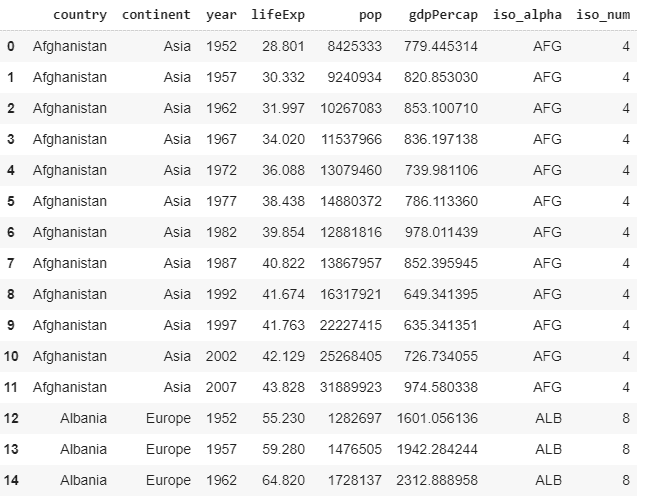 country continent year lifeExp pop gdpPercap iso_alpha iso_num
0 Afghanistan Asia 1952 28.801 8425333 779.445314 AFG 4
1 Afghanistan Asia 1957 30.332 9240934 820.853030 AFG 4
2 Afghanistan Asia 1962 31.997 10267083 853.100710 AFG 4
3 Afghanistan Asia 1967 34.020 11537966 836.197138 AFG 4
4 Afghanistan Asia 1972 36.088 13079460 739.981106 AFG 4
5 Afghanistan Asia 1977 38.438 14880372 786.113360 AFG 4
6 Afghanistan Asia 1982 39.854 12881816 978.011439 AFG 4
7 Afghanistan Asia 1987 40.822 13867957 852.395945 AFG 4
8 Afghanistan Asia 1992 41.674 16317921 649.341395 AFG 4
9 Afghanistan Asia 1997 41.763 22227415 635.341351 AFG 4
10 Afghanistan Asia 2002 42.129 25268405 726.734055 AFG 4
11 Afghanistan Asia 2007 43.828 31889923 974.580338 AFG 4
12 Albania Europe 1952 55.230 1282697 1601.056136 ALB 8
13 Albania Europe 1957 59.280 1476505 1942.284244 ALB 8
14 Albania Europe 1962 64.820 1728137 2312.888958 ALB 8